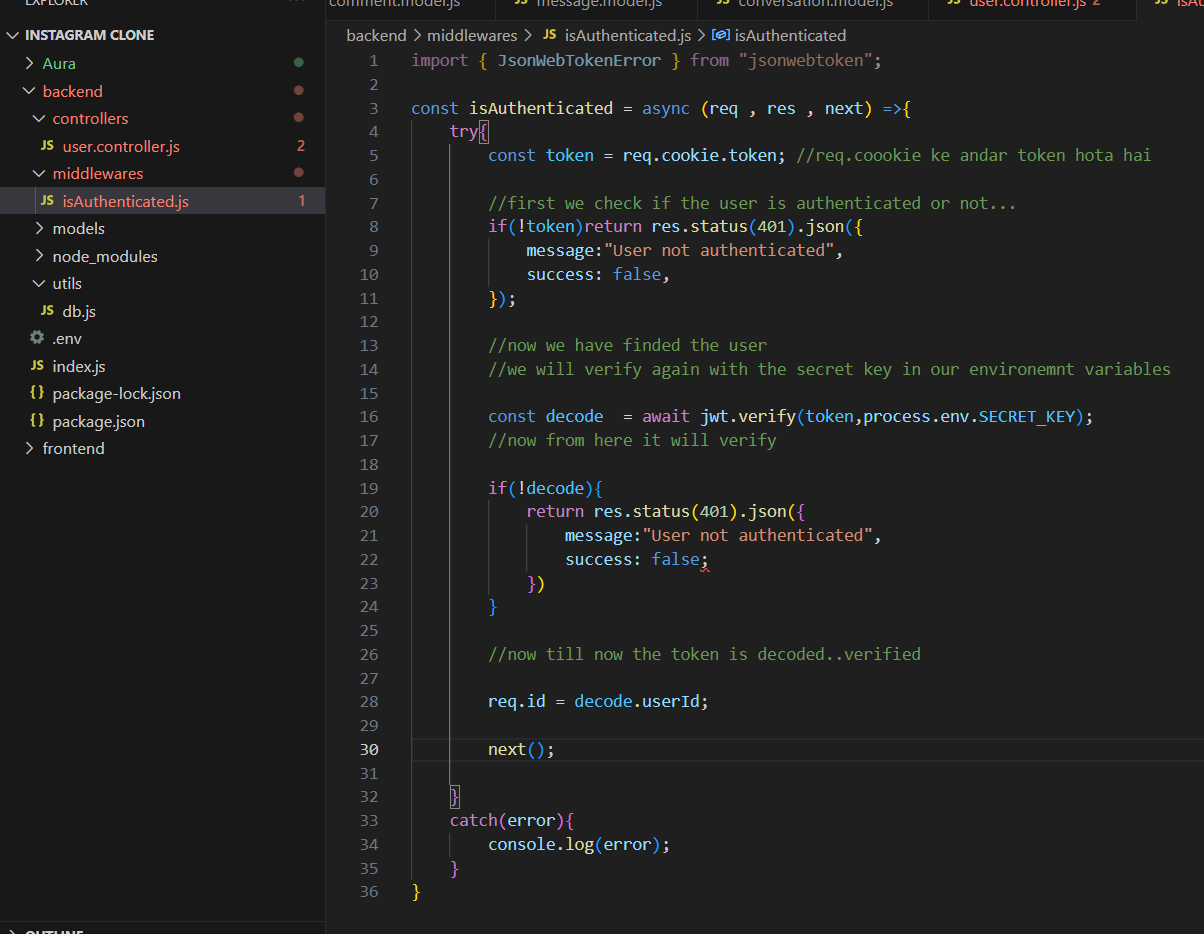 EXPLORER
comment.model.js
JS message.model.js
JS conversation.model.js
JS user.controller.js 2
JS
INSTAGRAM CLONE
Aura
backend
controllers
JS user.controller.js 2
middlewares
JS isAuthenticated.js 1
models
node_modules
utils
JS db.js
.env
JS index.js
{} package-lock.json
{} package.json
frontend
OUTLINE
backend > middlewares > JS isAuthenticated.js > isAuthenticated
1 import { JsonWebTokenError } from "jsonwebtoken";
2
3 const isAuthenticated = async (req , res , next) =>{
4 try{
5 const token = req.cookie.token; //req.coookie ke andar token hota hai
6
7 //first we check if the user is authenticated or not...
8 if(!token)return res.status(401).json({
9 message:"User not authenticated",
10 success: false,
11 });
12
13 //now we have finded the user
14 //we will verify again with the secret key in our environemnt variables
15
16 const decode  = await jwt.verify(token,process.env.SECRET_KEY);
17 //now from here it will verify
18
19 if(!decode){
20 return res.status(401).json({
21 message:"User not authenticated",
22 success: false;
23 })
24 }
25
26 //now till now the token is decoded..verified
27
28 req.id = decode.userId;
29
30 next();
31
32 }
33 catch(error){
34 console.log(error);
35 }
36 }